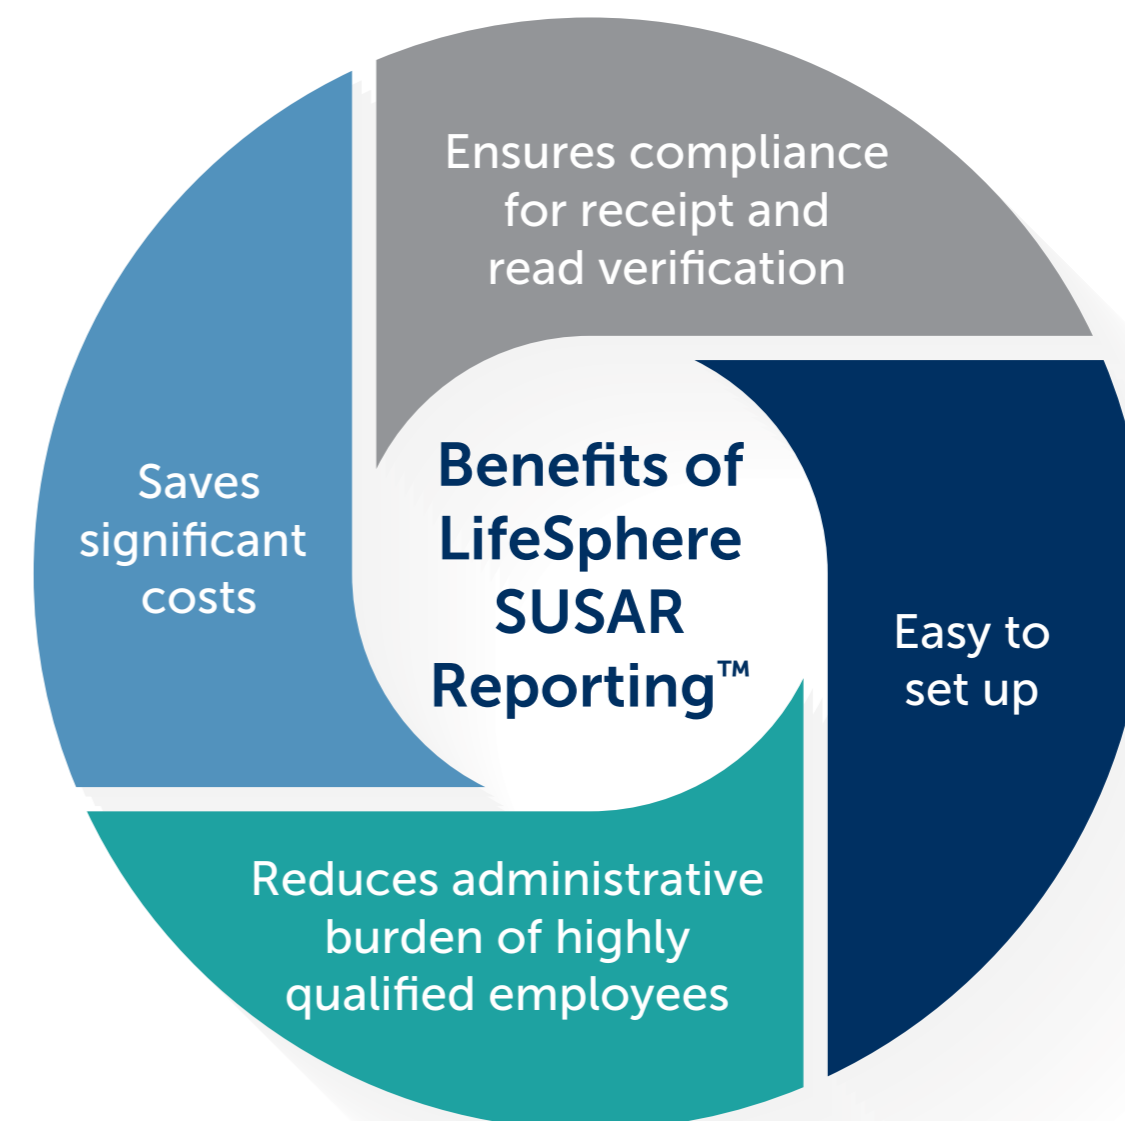 Ensures compliance
for receipt and
read verification
Benefits of
LifeSphere
SUSAR
Reporting™
Saves
significant
costs
Easy to
set up
Reduces administrative
burden of highly
qualified employees